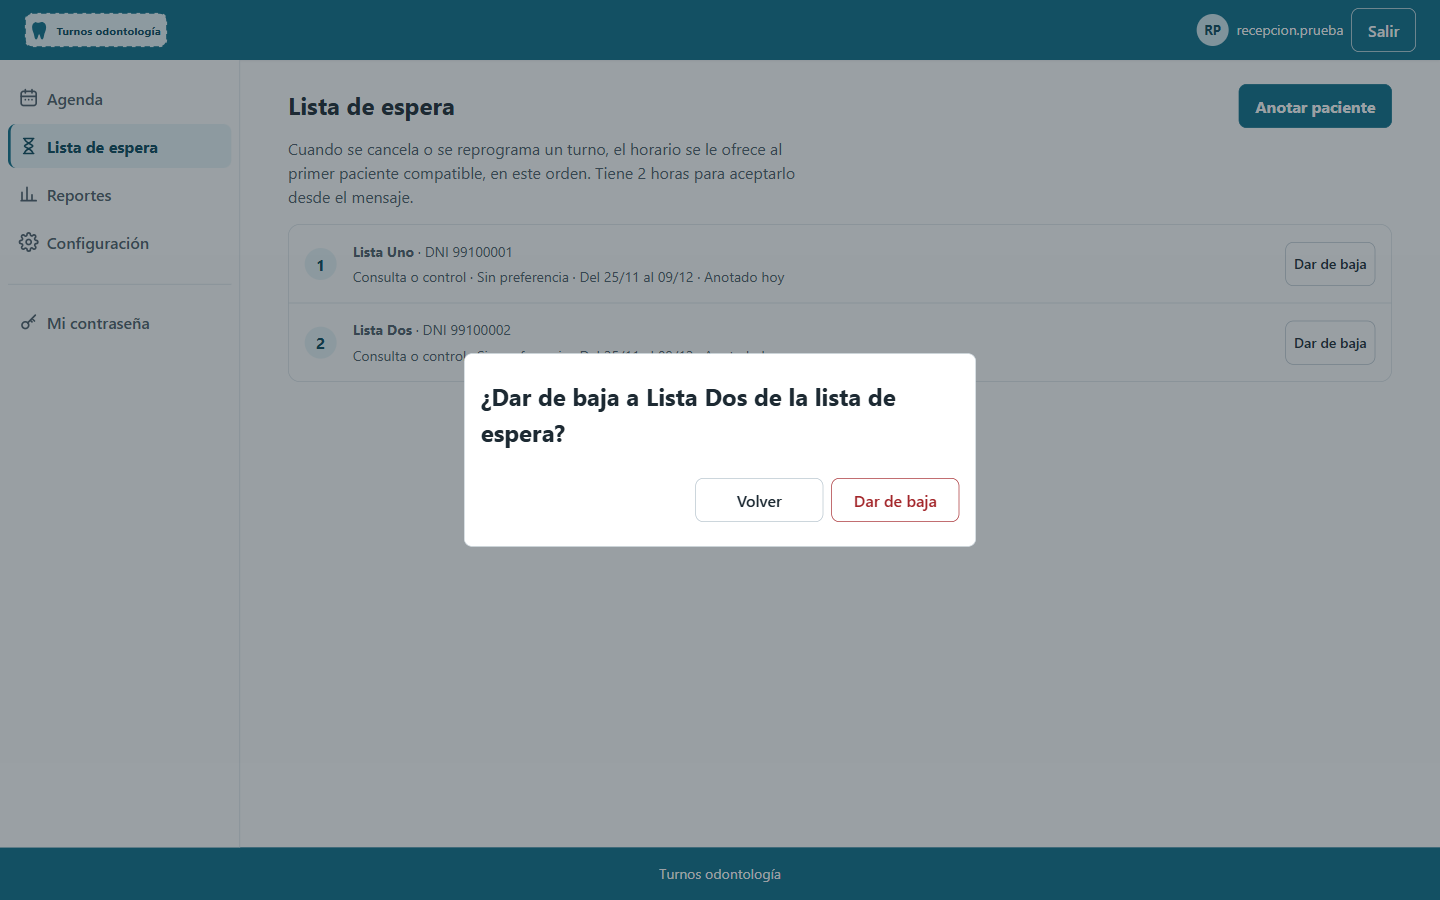 Turnos odontología
RP
recepcion.prueba
Salir
Agenda
Lista de espera
Reportes
Configuración
Mi contraseña
Lista de espera
Anotar paciente
Cuando se cancela o se reprograma un turno, el horario se le ofrece al
primer paciente compatible, en este orden. Tiene 2 horas para aceptarlo
desde el mensaje.
1
Lista Uno · DNI 99100001
Consulta o control · Sin preferencia · Del 25/11 al 09/12 · Anotado hoy
Dar de baja
2
Lista Dos · DNI 99100002
Consulta o control
Dar de baja
¿Dar de baja a Lista Dos de la lista de
espera?
Volver
Dar de baja
Turnos odontología